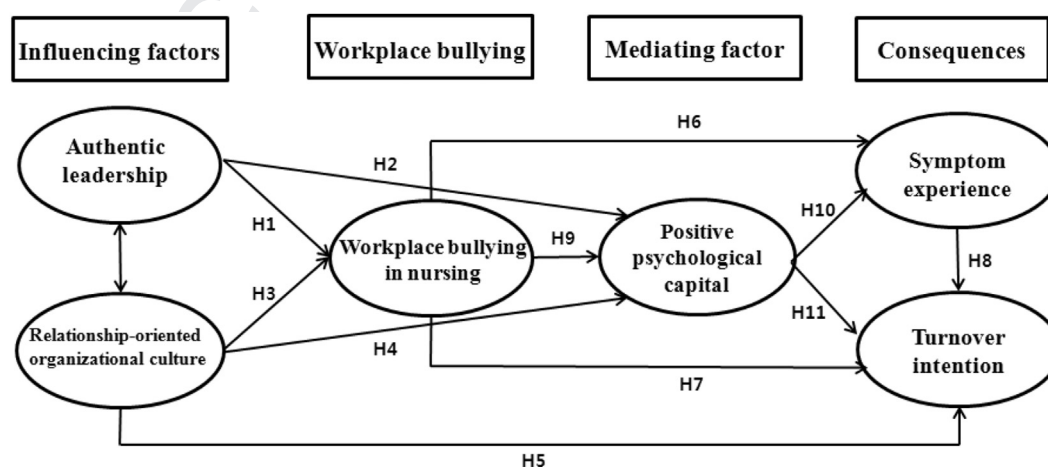 Influencing factors
Workplace bullying
Mediating factor
Consequences
Authentic
leadership
H6
Symptom
experience
H2
H1
H10
Workplace bullying
in nursing
H9
Positive
psychological
capital
H8
H3
H11
Relationship-oriented
organizational culture
H4
Turnover
intention
H7
H5